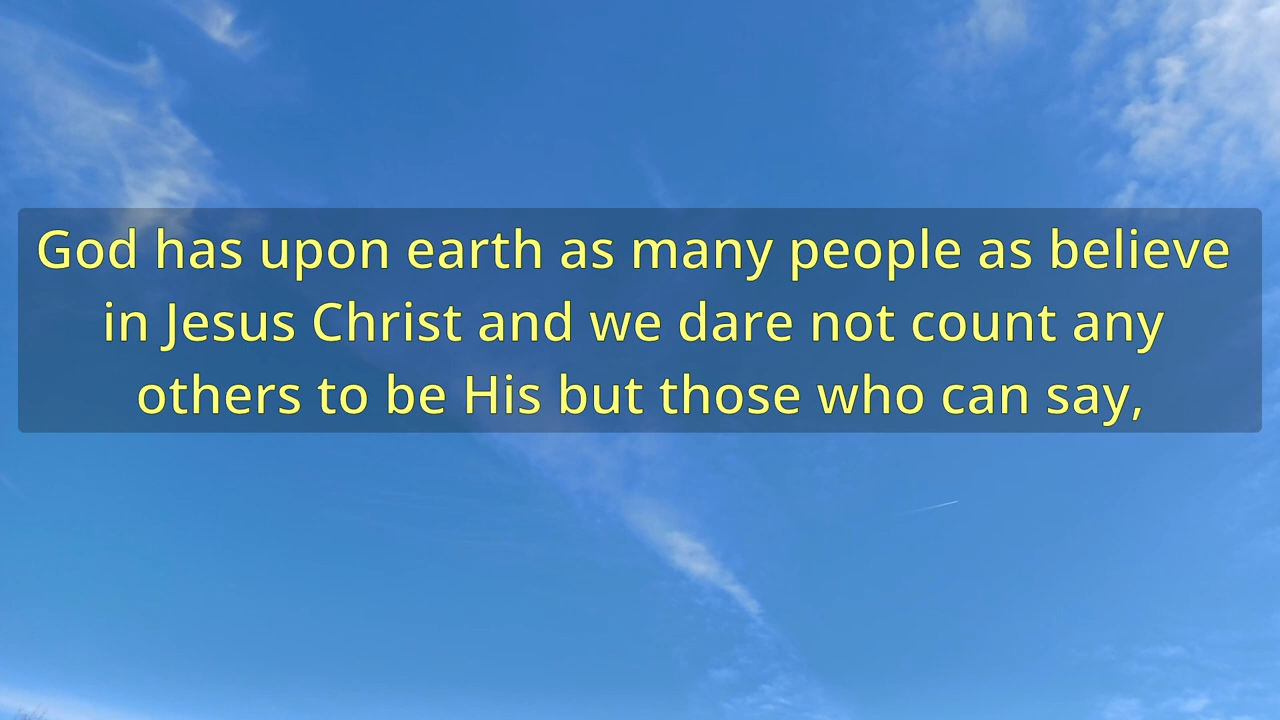 God has upon earth as many people as believe
in Jesus Christ and we dare not count any
others to be His but those who can say,